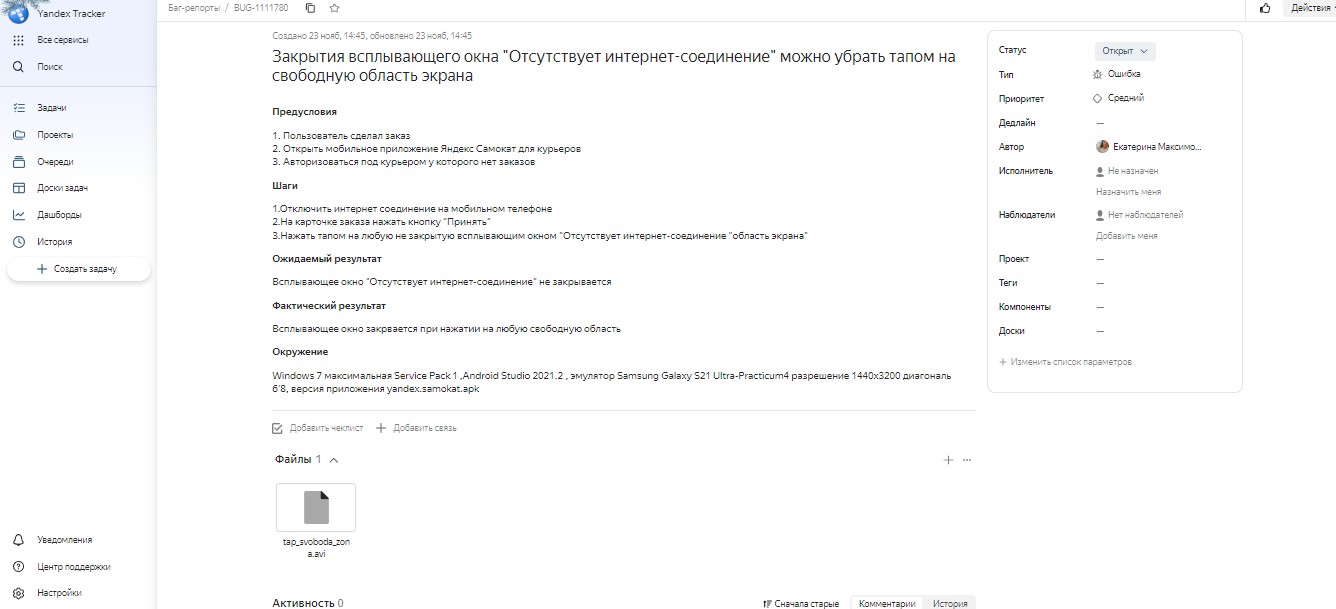 Yandex Tracker
Все сервисы
Поиск
Задачи
Проекты
Очереди
Доски задач
Дашборды
История
Создать задачу
Уведомления
Центр поддержки
Настройки
Баг-репорты / BUG-1111780
Действия
Создано 23 нояб, 14:45, обновлено 23 нояб, 14:45
Закрытия всплывающего окна "Отсутствует интернет-соединение" можно убрать тапом на
свободную область экрана
Предусловия
1. Пользователь сделал заказ
2. Открыть мобильное приложение Яндекс Самокат для курьеров
3. Авторизоваться под курьером у которого нет заказов
Шаги
1.Отключить интернет соединение на мобильном телефоне
2.На карточке заказа нажать кнопку "Принять"
3.Нажать тапом на любую не закрытую всплывающим окном "Отсутствует интернет-соединение "область экрана"
Ожидаемый результат
Всплывающее окно "Отсутствует интернет-соединение" не закрывается
Фактический результат
Всплывающее окно закрвается при нажатии на любую свободную область
Окружение
Windows 7 максимальная Service Pack 1 ,Android Studio 2021.2 , эмулятор Samsung Galaxy S21 Ultra-Practicum4 разрешение 1440x3200 диагональ
6'8, версия приложения yandex.samokat.apk
Добавить чеклист
Добавить связь
Файлы 1
tap_svoboda_zon
a.avi
Активность 0
Сначала старые
Комментарии
История
Статус Открыт
Тип Ошибка
Приоритет Средний
Дедлайн —
Автор Екатерина Максимо...
Исполнитель Не назначен
Назначить меня
Наблюдатели Нет наблюдателей
Добавить меня
Проект —
Теги —
Компоненты —
Доски —
Изменить список параметров